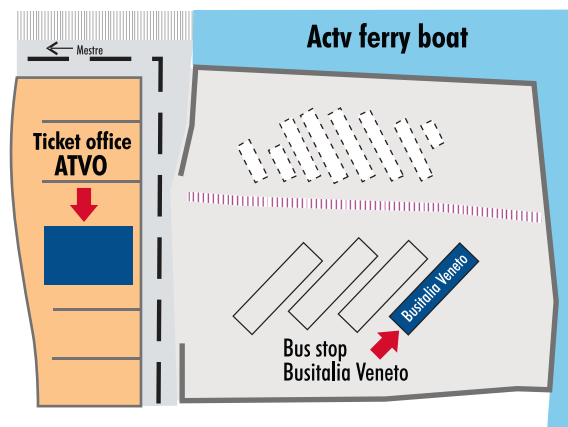 Actv ferry boat
Mestre
Ticket office
ATVO
Busitalia Veneto
Bus stop
Busitalia Veneto